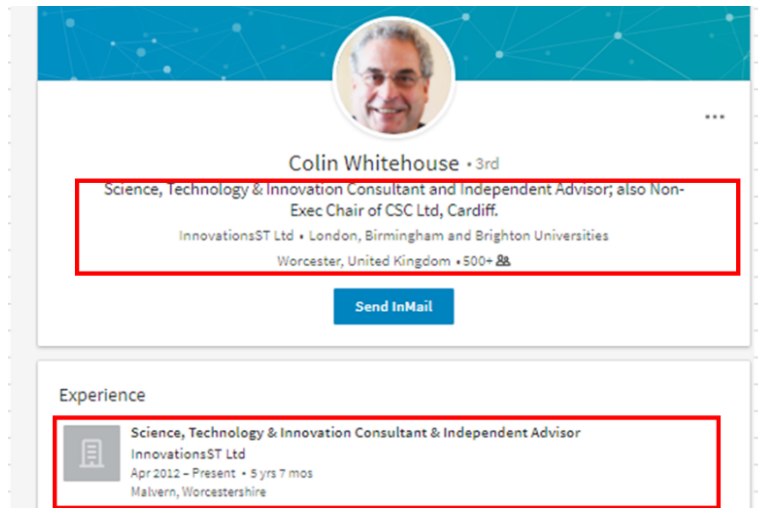 Colin Whitehouse • 3rd
Science, Technology & Innovation Consultant and Independent Advisor; also Non-
Exec Chair of CSC Ltd, Cardiff.
InnovationsST Ltd • London, Birmingham and Brighton Universities
Worcester, United Kingdom • 500+
Send InMail
Experience
Science, Technology & Innovation Consultant & Independent Advisor
InnovationsST Ltd
Apr 2012 – Present • 5 yrs 7 mos
Malvern, Worcestershire